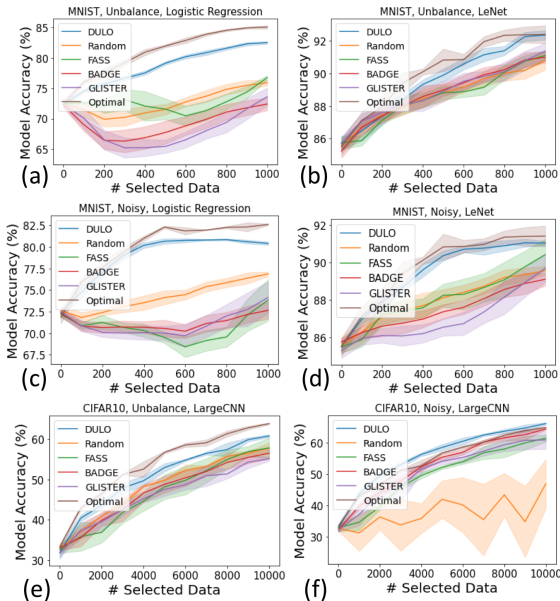 MNIST, Unbalance, Logistic Regression
Model Accuracy (%)
85
80
75
70
65
DULO
Random
FASS
BADGE
GLISTER
Optimal
0 200 400 600 800 1000
# Selected Data
(a)
MNIST, Unbalance, LeNet
Model Accuracy (%)
92
90
88
86
DULO
Random
FASS
BADGE
GLISTER
Optimal
0 200 400 600 800 1000
# Selected Data
(b)
MNIST, Noisy, Logistic Regression
Model Accuracy (%)
82.5
80.0
77.5
75.0
72.5
70.0
67.5
DULO
Random
FASS
BADGE
GLISTER
Optimal
0 200 400 600 800 1000
# Selected Data
(c)
MNIST, Noisy, LeNet
Model Accuracy (%)
92
90
88
86
DULO
Random
FASS
BADGE
GLISTER
Optimal
0 200 400 600 800 1000
# Selected Data
(d)
CIFAR10, Unbalance, LargeCNN
Model Accuracy (%)
60
50
40
30
DULO
Random
FASS
BADGE
GLISTER
Optimal
0 2000 4000 6000 8000 10000
# Selected Data
(e)
CIFAR10, Noisy, LargeCNN
Model Accuracy (%)
60
50
40
30
DULO
Random
FASS
BADGE
GLISTER
Optimal
0 2000 4000 6000 8000 10000
# Selected Data
(f)